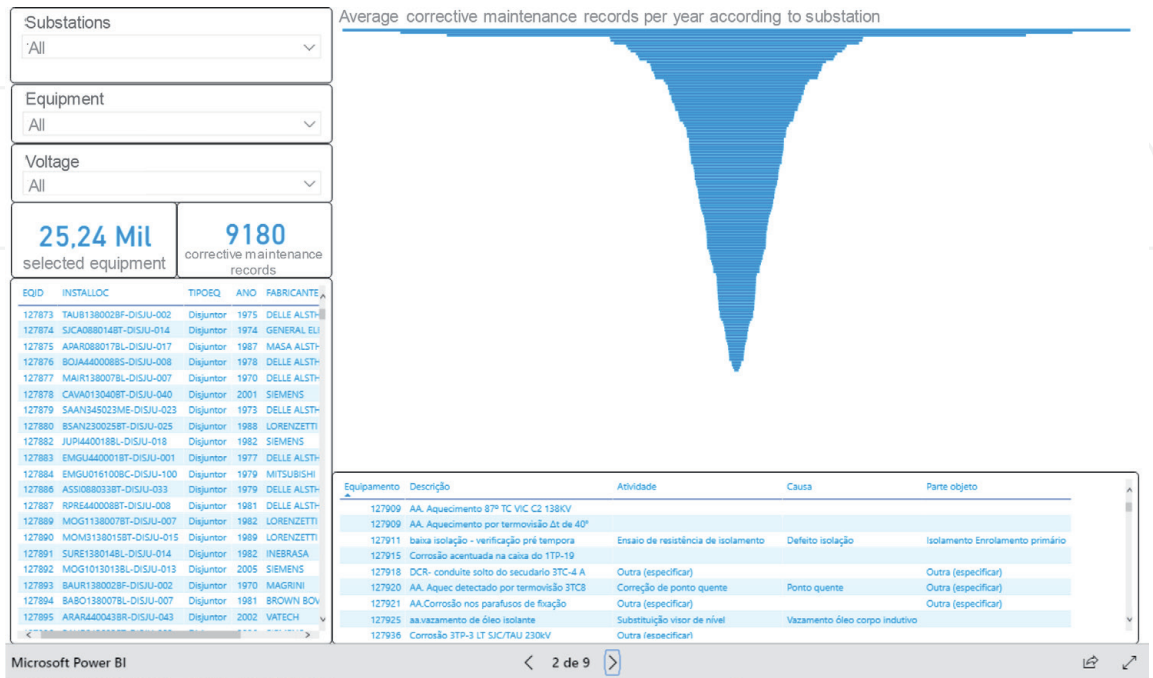 Substations
All
Equipment
All
Voltage
All
25,24 Mil
selected equipment
9180
corrective maintenance
records
EQID INSTALLOC TIPOEQ ANO FABRICANTE
127873 TAUB1380028F-DISJU-002 Disjuntor 1975 DELLE ALSTH
127874 SJCA088014BT-DISJU-014 Disjuntor 1974 GENERAL ELI
127875 APAR088017BL-DISJU-017 Disjuntor 1987 MASA ALSTH
127876 BOJA440008BS-DISJU-008 Disjuntor 1978 DELLE ALSTH
127877 MAIR138007BL-DISJU-007 Disjuntor 1970 DELLE ALSTH
127878 CAVA013040BT-DISJU-040 Disjuntor 2001 SIEMENS
127879 SAAN345023ME-DISJU-023 Disjuntor 1973 DELLE ALSTH
127880 BSAN230025BT-DISJU-025 Disjuntor 1988 LORENZETTI
127882 JUPI440018BL-DISJU-018 Disjuntor 1982 SIEMENS
127883 EMGU440001BT-DISJU-001 Disjuntor 1977 DELLE ALSTH
127884 EMGU016100BC-DISJU-100 Disjuntor 1979 MITSUBISHI
127886 ASSI088033BT-DISJU-033 Disjuntor 1979 DELLE ALSTH
127887 RPRE440008BT-DISJU-008 Disjuntor 1981 DELLE ALSTH
127889 MOG1138007BT-DISJU-007 Disjuntor 1982 LORENZETTI
127890 MOM3138015BT-DISJU-015 Disjuntor 1989 LORENZETTI
127891 SURE138014BL-DISJU-014 Disjuntor 1982 INEBRASA
127892 MOG1013013BL-DISJU-013 Disjuntor 2005 SIEMENS
127893 BAUR138002BF-DISJU-002 Disjuntor 1970 MAGRINI
127894 BABO138007BL-DISJU-007 Disjuntor 1981 BROWN BOV
127895 ARAR440043BR-DISJU-043 Disjuntor 2002 VATECH
Average corrective maintenance records per year according to substation
Equipamento Descrição Atividade Causa Parte objeto
127909 AA. Aquecimento 87º TC VIC C2 138KV
127909 AA. Aquecimento por termovisão Δt de 40°
127911 baixa isolação - verificação pré tempora Ensaio de resistência de isolamento Defeito isolação Isolamento Enrolamento primário
127915 Corrosão acentuada na caixa do 1TP-19
127918 DCR- conduite solto do secudario 3TC-4 A Outra (especificar) Outra (especificar)
127920 AA. Aquec detectado por termovisão 3TC8 Correção de ponto quente Ponto quente Outra (especificar)
127921 AA.Corrosão nos parafusos de fixação Outra (especificar) Outra (especificar)
127925 aa.vazamento de óleo isolante Substituição visor de nível Vazamento óleo corpo indutivo
127936 Corrosão 3TP-3 LT SJC/TAU 230kV Outra (especificar)
Microsoft Power BI
2 de 9